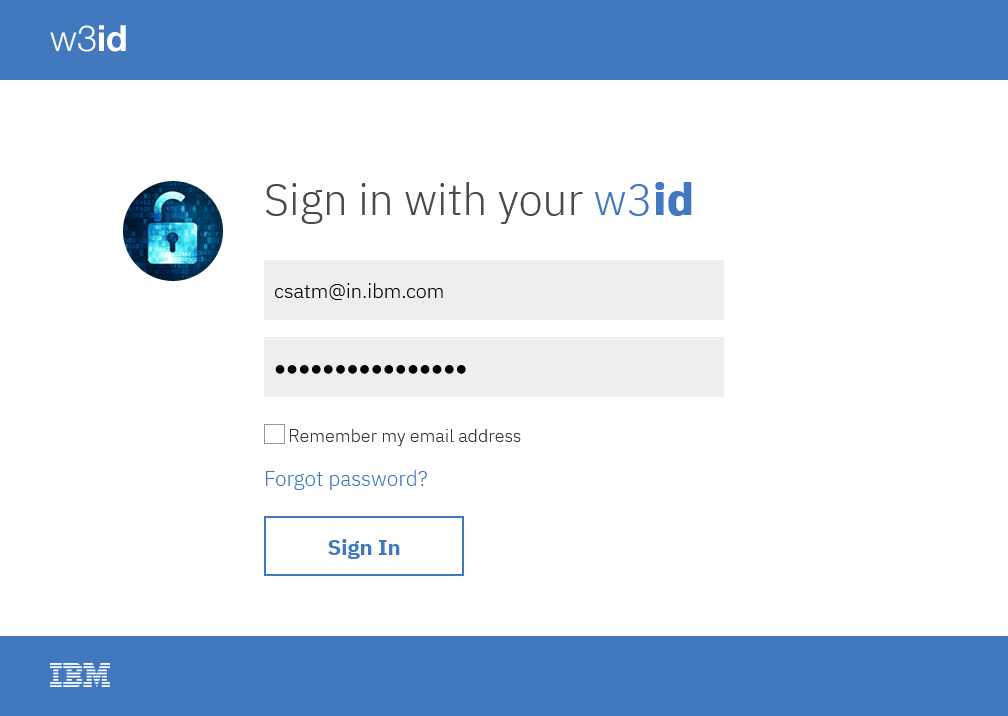 w3id
Sign in with your w3id
csatm@in.ibm.com
●●●●●●●●●●●●●●●●
Remember my email address
Forgot password?
Sign In
IBM